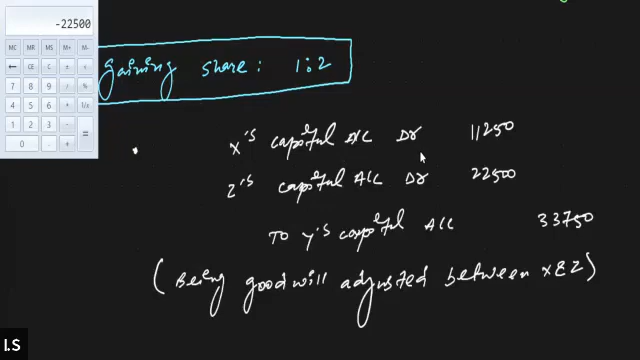 -22500
MC MR MS M+ M-
← CE C ± √
7 8 9 / %
4 5 6 * 1/x
1 2 3 - =
0 . +
gaining share: 1:2
X's capital A/C Dr 11250
Z's capital A/C Dr 22500
To Y's capital A/C 33750
(Being goodwill adjusted between X & Z)
I.S